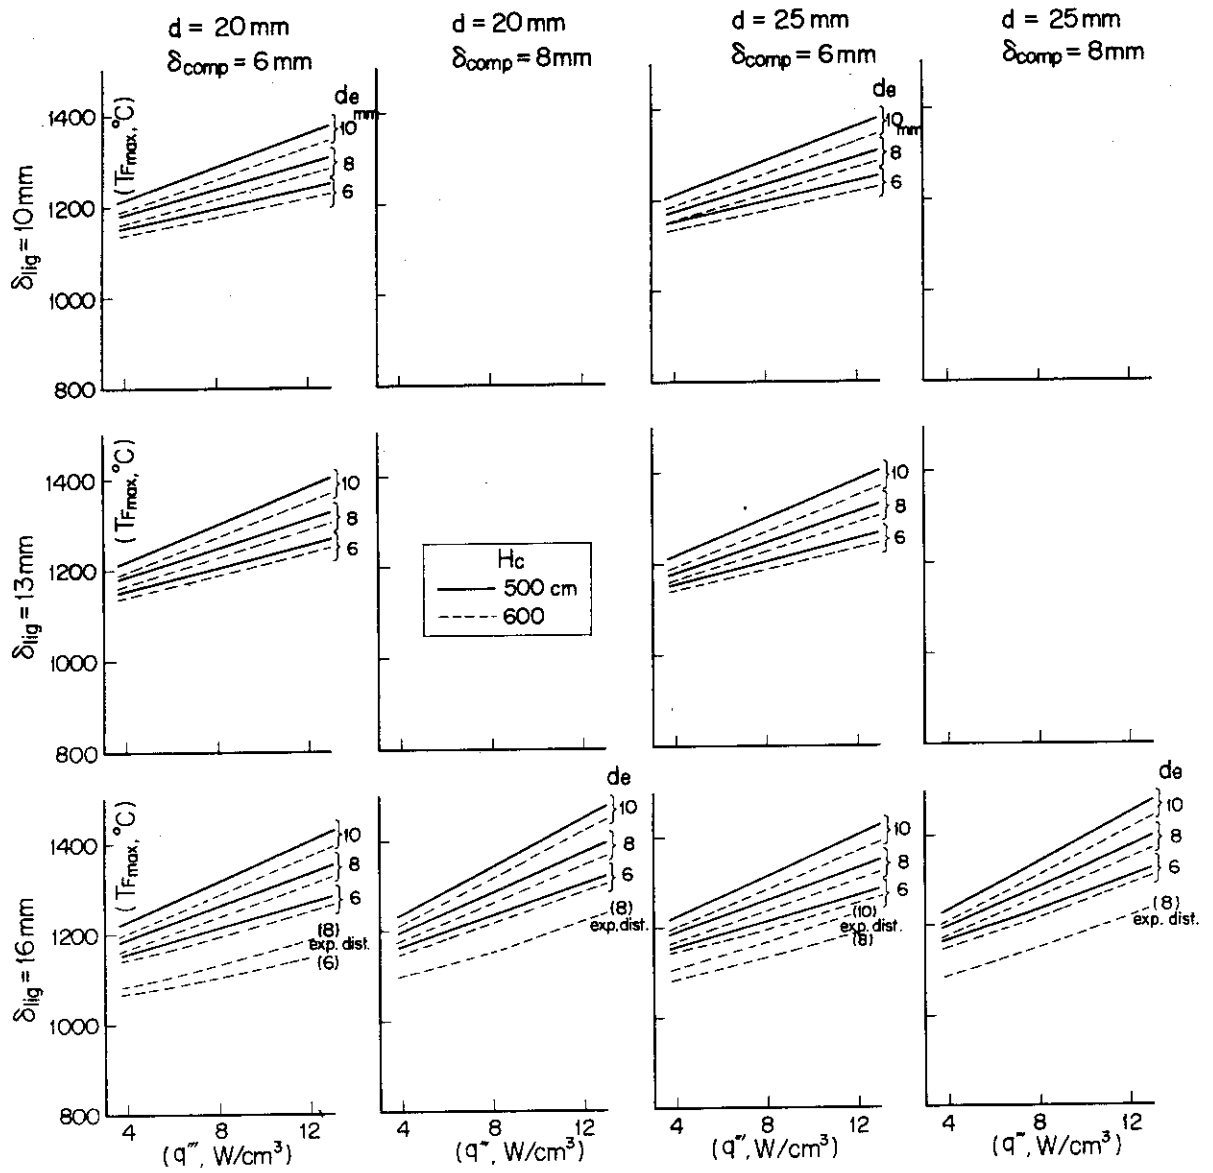 d = 20 mm d = 20 mm d = 25 mm d = 25 mm
δcomp = 6 mm δcomp = 8 mm δcomp = 6 mm δcomp = 8 mm
δlig = 10 mm
(TFmax, °C)
1400
1200
1000
800
de
mm
10
8
6
de
10 mm
8
6
δlig = 13 mm
(TFmax, °C)
1400
1200
1000
800
10
8
6
Hc
500 cm
600
10
8
6
δlig = 16 mm
(TFmax, °C)
1400
1200
1000
800
10
8
6
(8)
exp. dist.
(6)
de
10
8
6
(8)
exp. dist.
10
8
6
(10)
exp. dist.
(8)
de
10
8
6
(8)
exp. dist.
4 8 12 4 8 12 4 8 12 4 8 12
(q''', W/cm³) (q''', W/cm³) (q''', W/cm³) (q''', W/cm³)